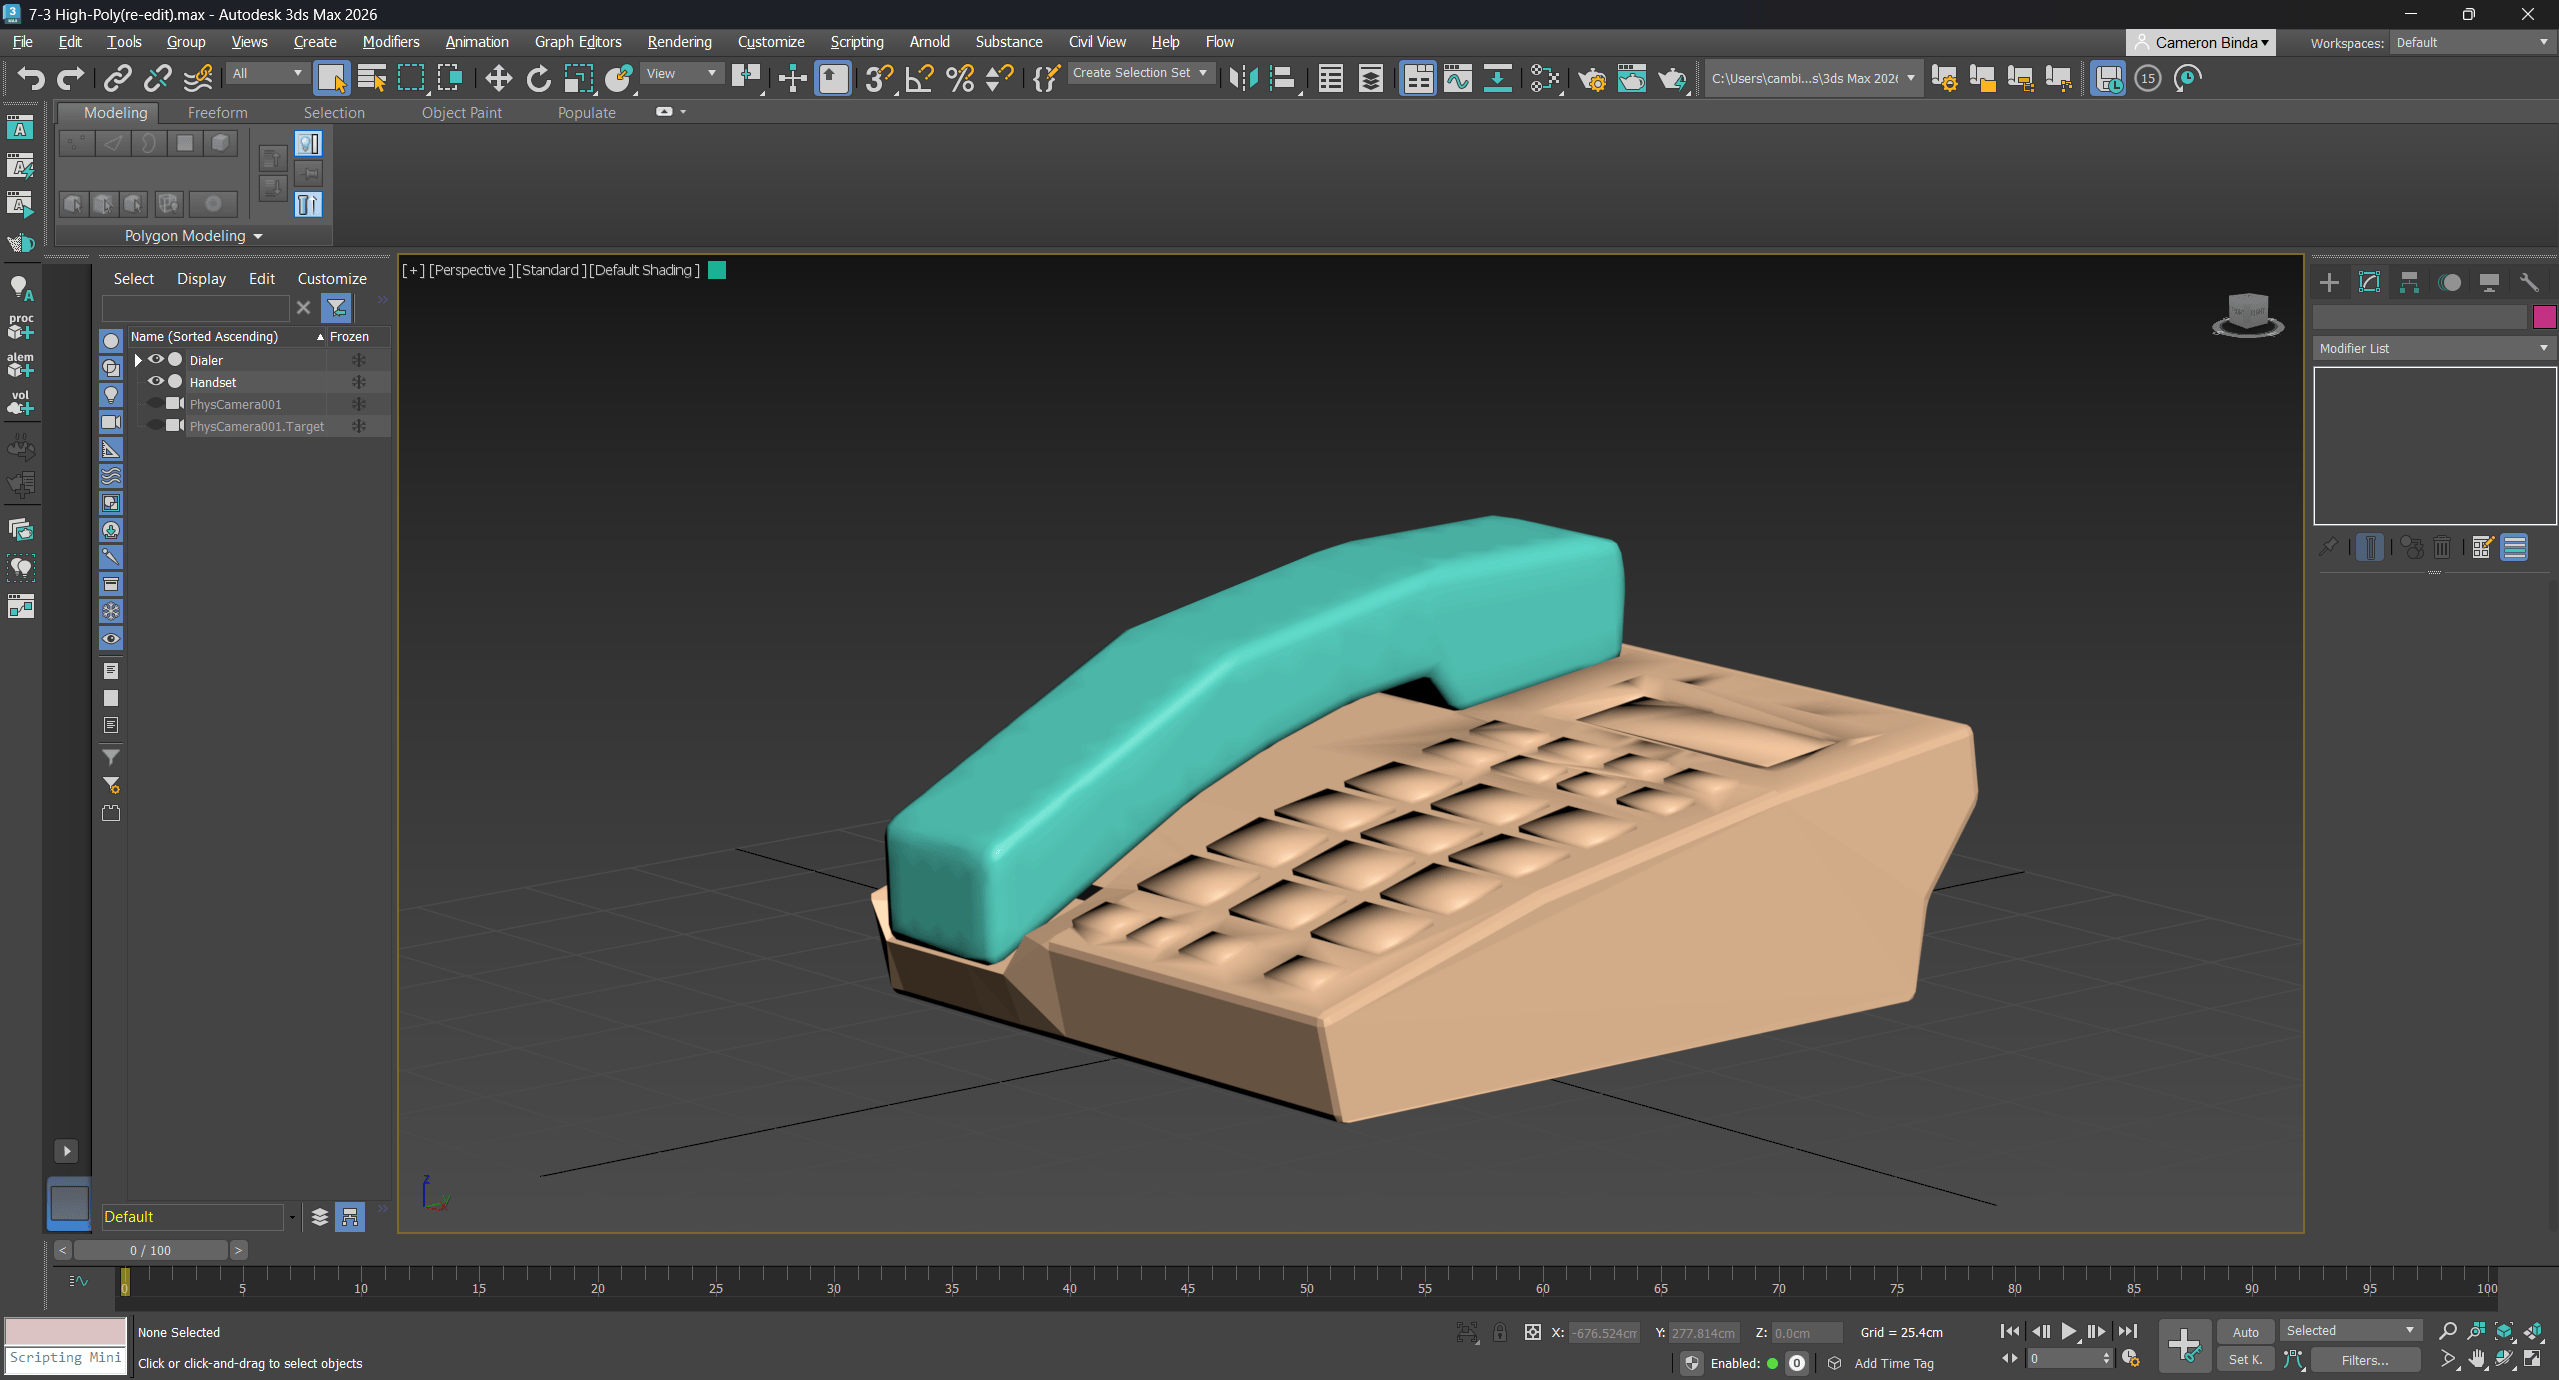 7-3 High-Poly(re-edit).max - Autodesk 3ds Max 2026
File Edit Tools Group Views Create Modifiers Animation Graph Editors Rendering Customize Scripting Arnold Substance Civil View Help Flow
Cameron Binda
Workspaces: Default
All
View
Create Selection Set
C:\Users\cambi...s\3ds Max 2026
15
Modeling Freeform Selection Object Paint Populate
Polygon Modeling
proc
alem
vol
Select Display Edit Customize
Name (Sorted Ascending) Frozen
Dialer
Handset
PhysCamera001
PhysCamera001.Target
[+] [Perspective] [Standard] [Default Shading]
Modifier List
Z
Default
< 0 / 100 >
0 5 10 15 20 25 30 35 40 45 50 55 60 65 70 75 80 85 90 95 100
None Selected
X: -676.524cm Y: 277.814cm Z: 0.0cm Grid = 25.4cm
Auto Selected
Scripting Mini
Click or click-and-drag to select objects
Enabled: 0 Add Time Tag
0
Set K. Filters...